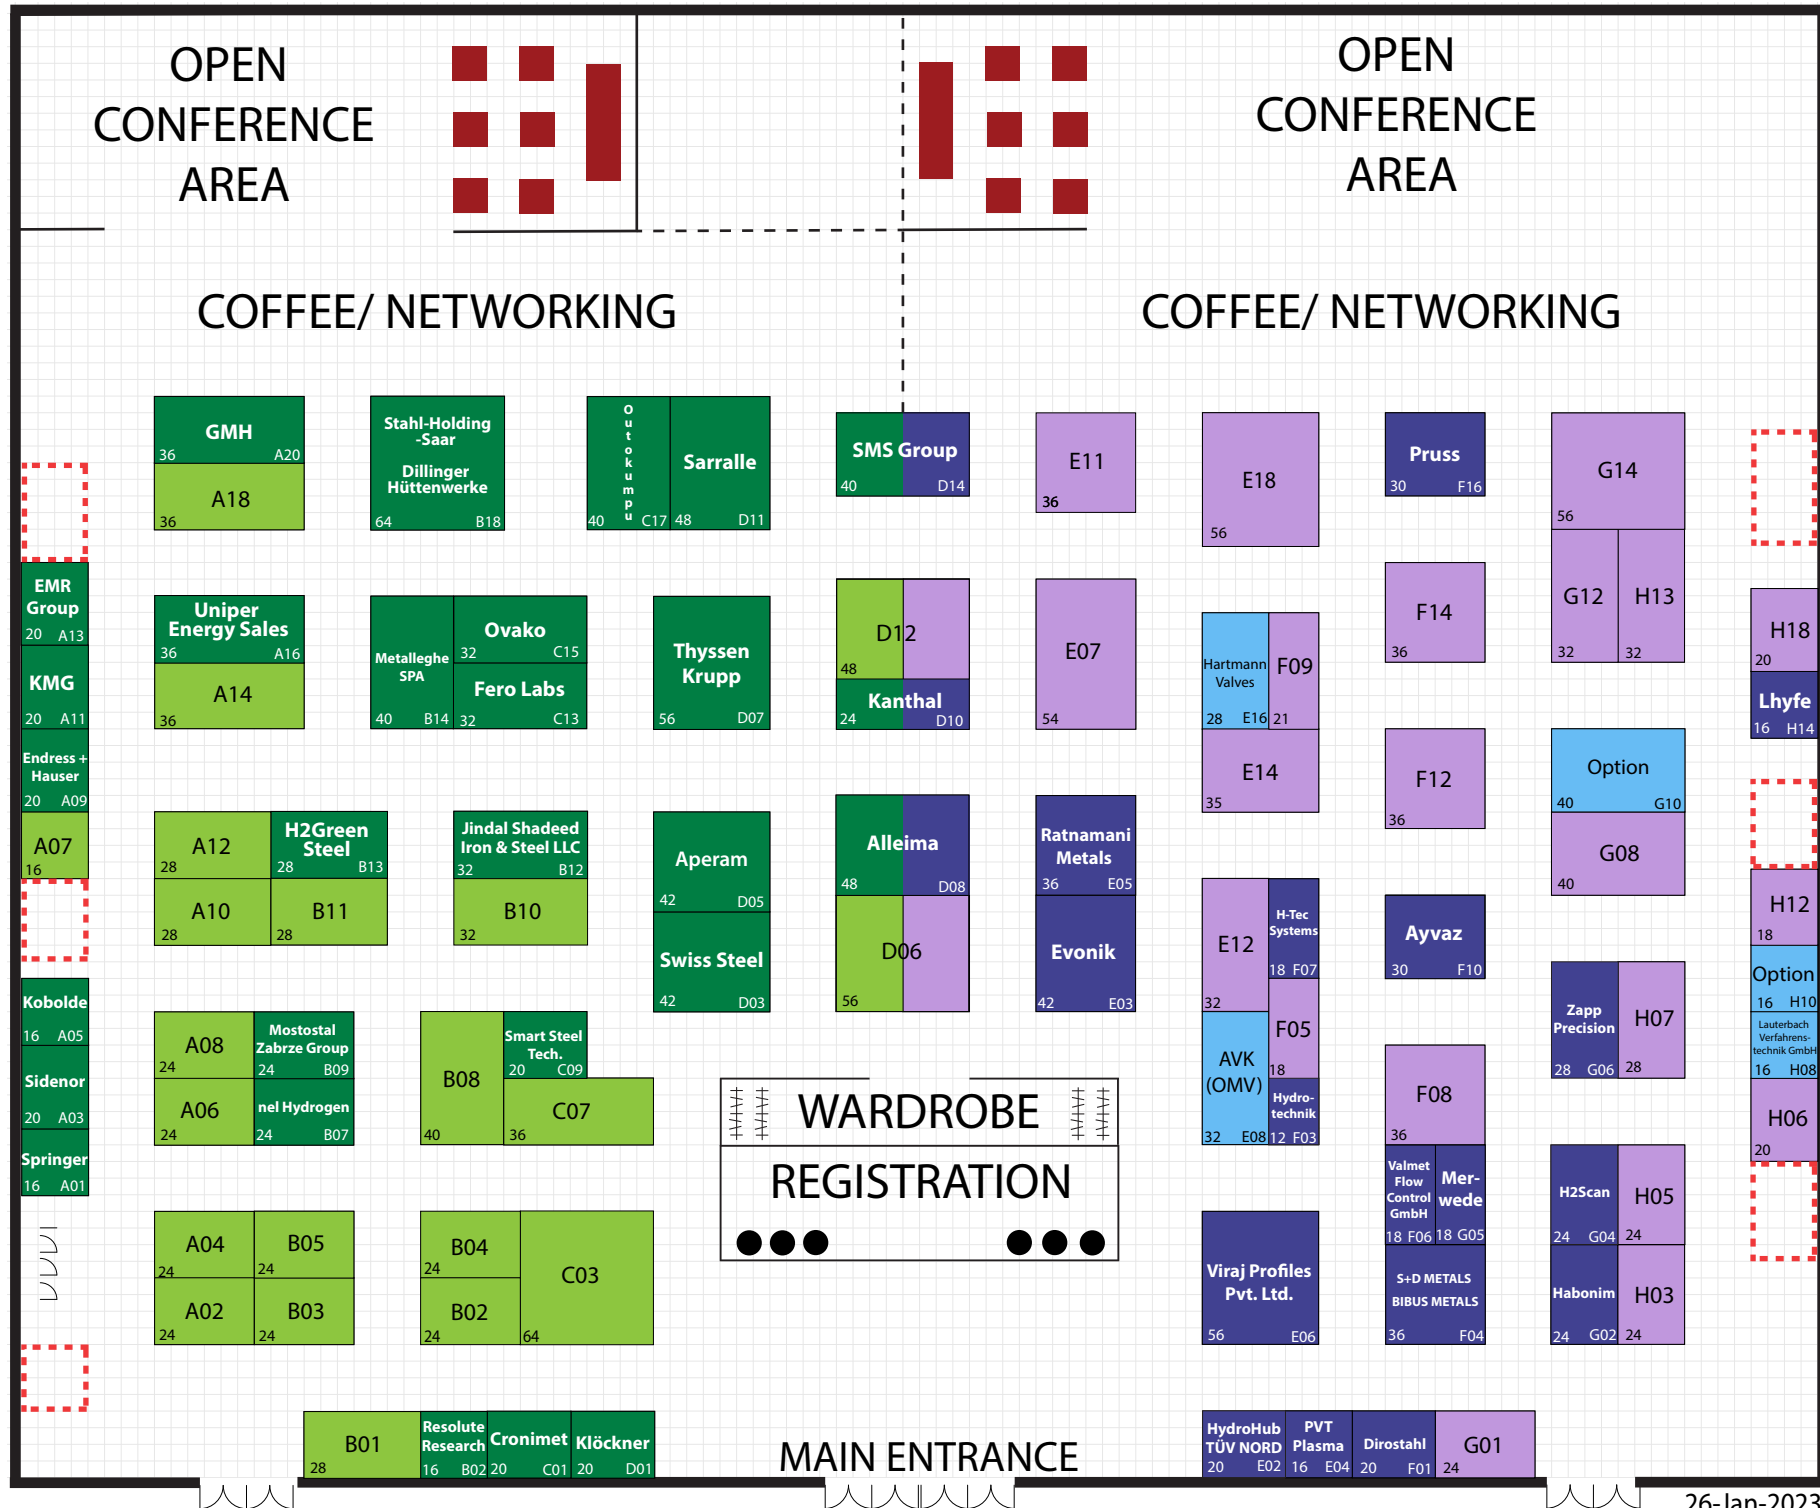 OPEN
CONFERENCE
AREA
OPEN
CONFERENCE
AREA
COFFEE/ NETWORKING
COFFEE/ NETWORKING
GMH
36 A20
A18
36
Stahl-Holding
-Saar
Dillinger
Hüttenwerke
64 B18
Outokumpu
40 C17
Sarralle
48 D11
SMS Group
40 D14
E11
36
E18
56
Pruss
30 F16
G14
56
G12
32
H13
32
EMR
Group
20 A13
KMG
20 A11
Endress +
Hauser
20 A09
A07
16
Uniper
Energy Sales
36 A16
A14
36
Metalleghe
SPA
40 B14
Ovako
32 C15
Fero Labs
32 C13
Thyssen
Krupp
56 D07
D12
48
Kanthal
24 D10
E07
54
Hartmann
Valves
28 E16
F09
21
E14
35
F14
36
F12
36
H18
20
Lhyfe
16 H14
Option
40 G10
G08
40
A12
28
H2Green
Steel
28 B13
A10
28
B11
28
Jindal Shadeed
Iron & Steel LLC
32 B12
B10
32
Aperam
42 D05
Swiss Steel
42 D03
Alleima
48 D08
D06
56
Ratnamani
Metals
36 E05
Evonik
42 E03
E12
32
H-Tec
Systems
18 F07
F05
18
AVK
(OMV)
32 E08
Hydro-
technik
12 F03
Ayvaz
30 F10
H12
18
Option
16 H10
Lauterbach
Verfahrens-
technik GmbH
16 H08
H06
20
Zapp
Precision
28 G06
H07
28
Kobolde
16 A05
Sidenor
20 A03
Springer
16 A01
A08
24
Mostostal
Zabrze Group
24 B09
A06
24
nel Hydrogen
24 B07
B08
40
Smart Steel
Tech.
20 C09
C07
36
WARDROBE
REGISTRATION
F08
36
Valmet
Flow
Control
GmbH
18 F06
Mer-
wede
18 G05
S+D METALS
BIBUS METALS
36 F04
H2Scan
24 G04
H05
24
Habonim
24 G02
H03
24
A04
24
B05
24
A02
24
B03
24
B04
24
B02
24
C03
64
Viraj Profiles
Pvt. Ltd.
56 E06
B01
28
Resolute
Research
16 B02
Cronimet
20 C01
Klöckner
20 D01
MAIN ENTRANCE
HydroHub
TÜV NORD
20 E02
PVT
Plasma
16 E04
Dirostahl
20 F01
G01
24
26-Jan-2023